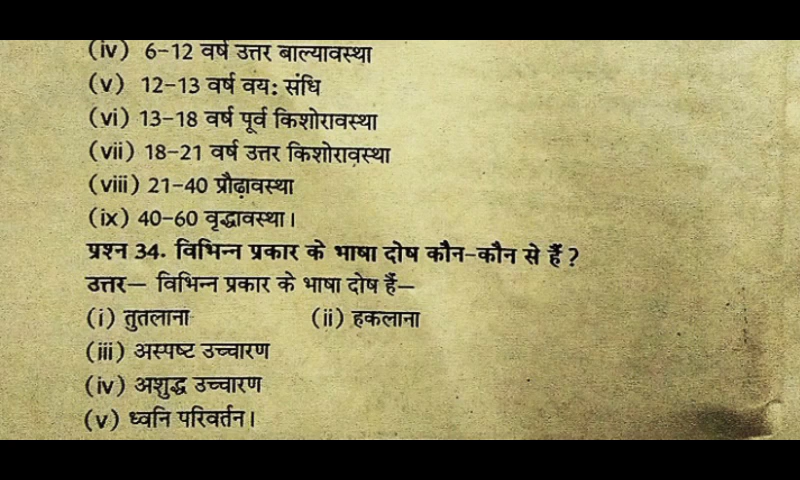 (iv) 6-12 वर्ष उत्तर बाल्यावस्था
(v) 12-13 वर्ष वय: संधि
(vi) 13-18 वर्ष पूर्व किशोरावस्था
(vii) 18-21 वर्ष उत्तर किशोरावस्था
(viii) 21-40 प्रौढ़ावस्था
(ix) 40-60 वृद्धावस्था।
प्रश्न 34. विभिन्न प्रकार के भाषा दोष कौन-कौन से हैं ?
उत्तर— विभिन्न प्रकार के भाषा दोष हैं—
(i) तुतलाना (ii) हकलाना
(iii) अस्पष्ट उच्चारण
(iv) अशुद्ध उच्चारण
(v) ध्वनि परिवर्तन।